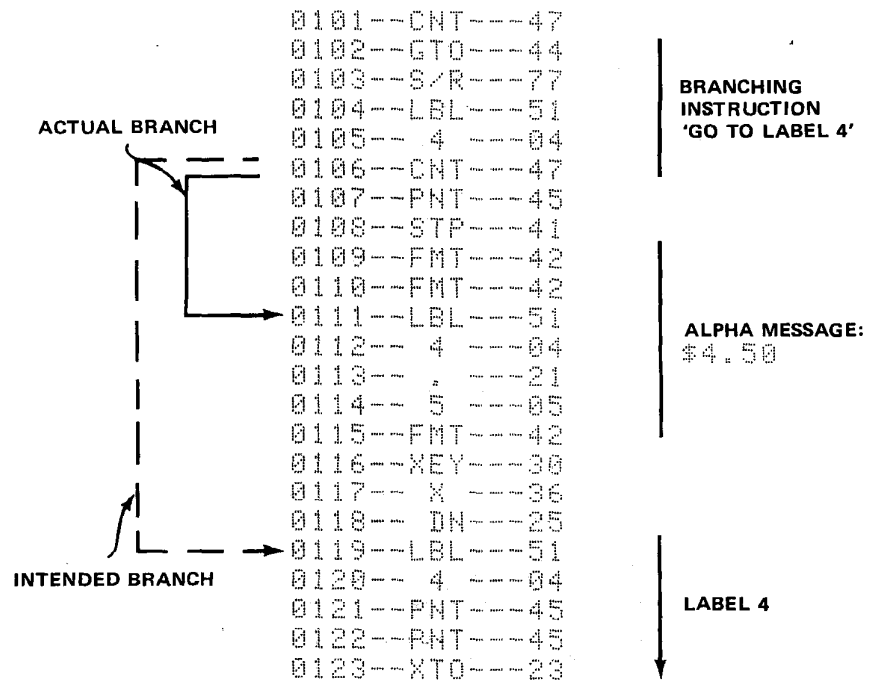 0101--CNT---47
0102--GTO---44
0103--S/R---77
0104--LBL---51
0105-- 4 ---04
0106--CNT---47
0107--PNT---45
0108--STP---41
0109--FMT---42
0110--FMT---42
0111--LBL---51
0112-- 4 ---04
0113-- . ---21
0114-- 5 ---05
0115--FMT---42
0116--XEY---30
0117-- X ---36
0118-- DN---25
0119--LBL---51
0120-- 4 ---04
0121--PNT---45
0122--PNT---45
0123--XTO---23
ACTUAL BRANCH
INTENDED BRANCH
BRANCHING
INSTRUCTION
'GO TO LABEL 4'
ALPHA MESSAGE:
$4.50
LABEL 4